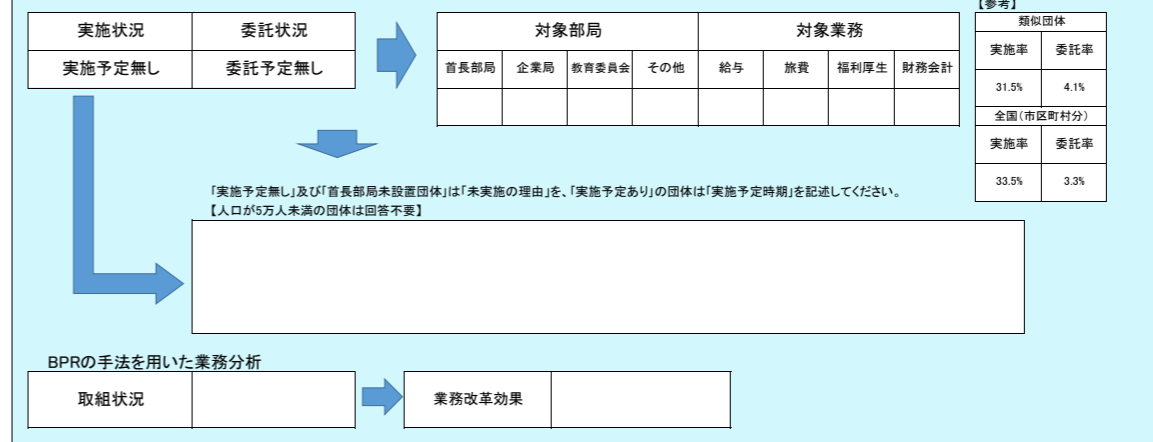 【参考】
実施状況 委託状況 対象部局 対象業務 類似団体
実施予定無し 委託予定無し 首長部局 企業局 教育委員会 その他 給与 旅費 福利厚生 財務会計 実施率 委託率
31.5% 4.1%
全国(市区町村分)
実施率 委託率
33.5% 3.3%
「実施予定無し」及び「首長部局未設置団体」は「未実施の理由」を、「実施予定あり」の団体は「実施予定時期」を記述してください。
【人口が5万人未満の団体は回答不要】
BPRの手法を用いた業務分析
取組状況 業務改革効果